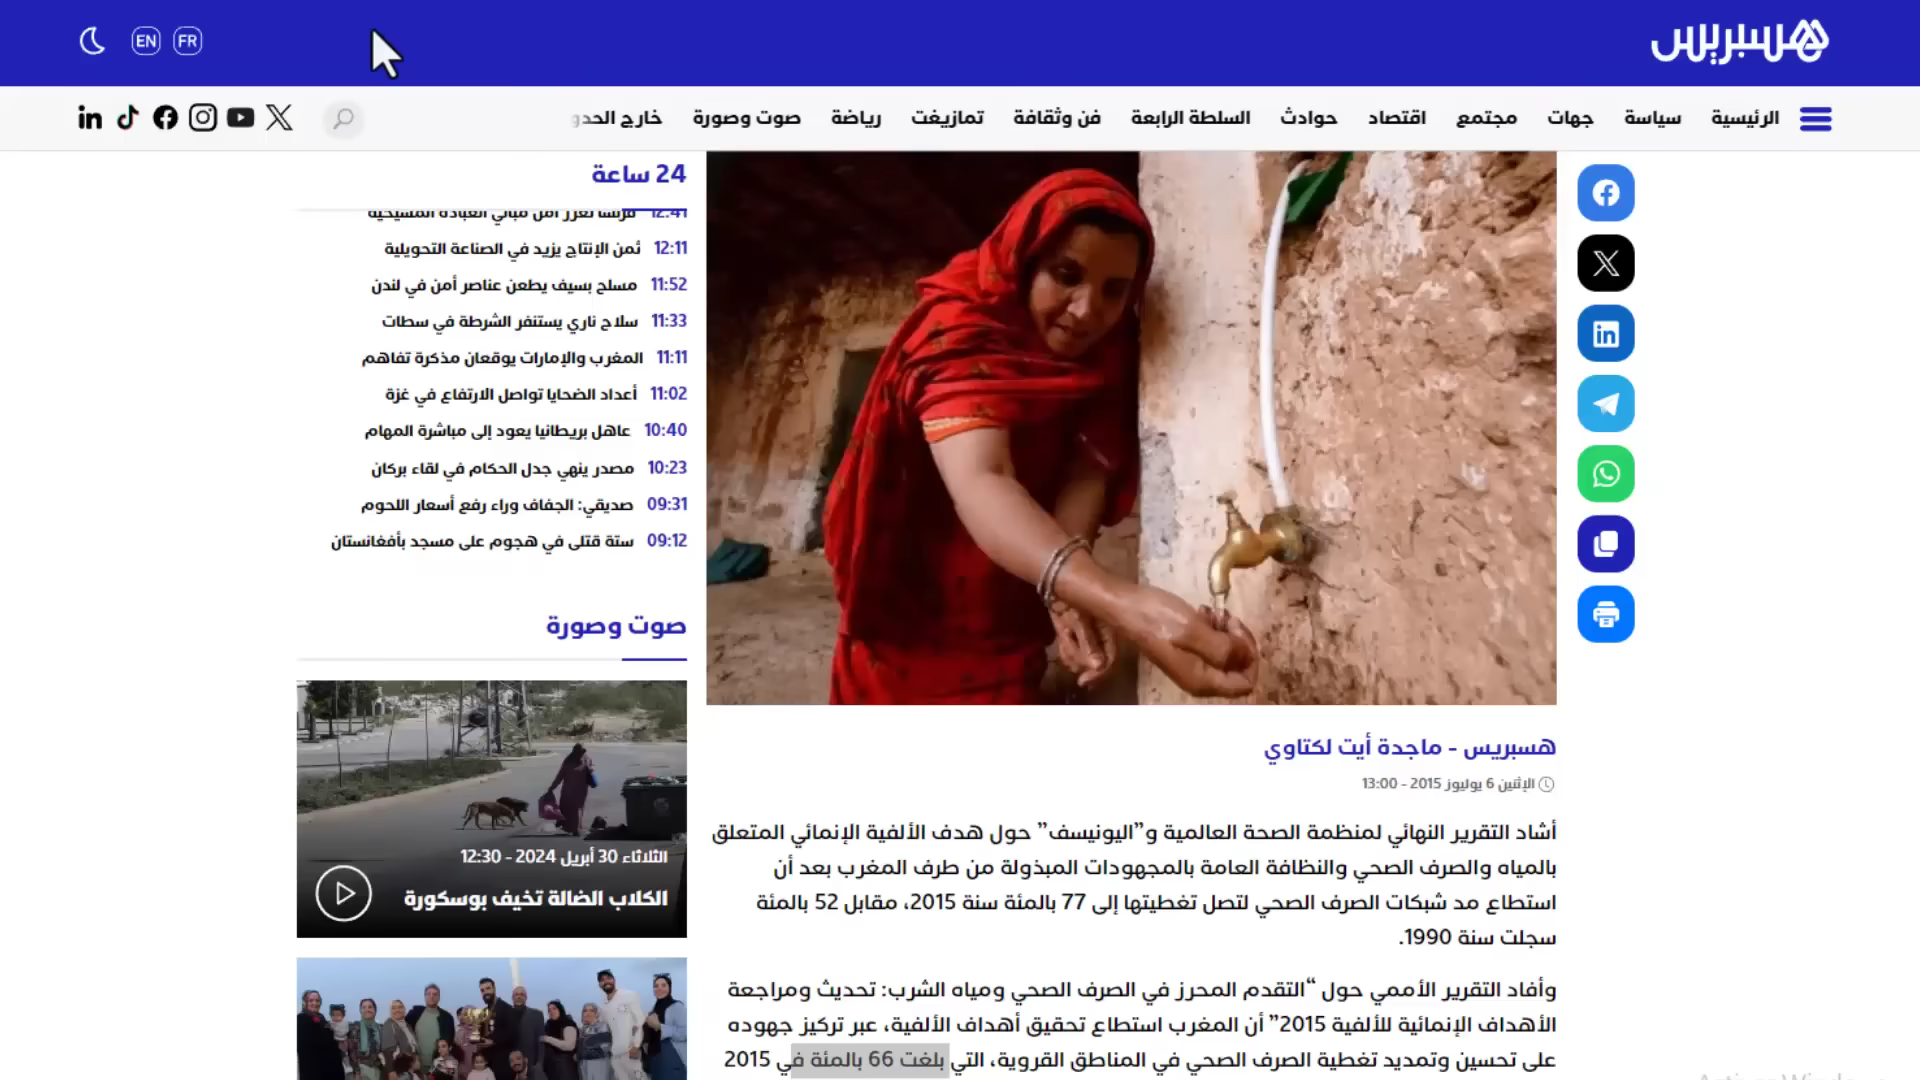 EN
FR
هسبريس
الرئيسية
سياسة
جهات
مجتمع
اقتصاد
حوادث
السلطة الرابعة
فن وثقافة
تمازيغت
رياضة
صوت وصورة
خارج الحدو
24 ساعة
12:41 فرنسا تعزز أمن مباني العبادة المسيحية
12:11 ثمن الإنتاج يزيد في الصناعة التحويلية
11:52 مسلح بسيف يطعن عناصر أمن في لندن
11:33 سلاح ناري يستنفر الشرطة في سطات
11:11 المغرب والإمارات يوقعان مذكرة تفاهم
11:02 أعداد الضحايا تواصل الارتفاع في غزة
10:40 عاهل بريطانيا يعود إلى مباشرة المهام
10:23 مصدر ينهي جدل الحكام في لقاء بركان
09:31 صديقي: الجفاف وراء رفع أسعار اللحوم
09:12 ستة قتلى في هجوم على مسجد بأفغانستان
صوت وصورة
الثلاثاء 30 أبريل 2024 - 12:30
الكلاب الضالة تخيف بوسكورة
هسبريس - ماجدة أيت لكتاوي
الإثنين 6 يوليوز 2015 - 13:00
أشاد التقرير النهائي لمنظمة الصحة العالمية و”اليونيسف” حول هدف الألفية الإنمائي المتعلق
بالمياه والصرف الصحي والنظافة العامة بالمجهودات المبذولة من طرف المغرب بعد أن
استطاع مد شبكات الصرف الصحي لتصل تغطيتها إلى 77 بالمئة سنة 2015، مقابل 52 بالمئة
سجلت سنة 1990.
وأفاد التقرير الأممي حول “التقدم المحرز في الصرف الصحي ومياه الشرب: تحديث ومراجعة
الأهداف الإنمائية للألفية 2015” أن المغرب استطاع تحقيق أهداف الألفية، عبر تركيز جهوده
على تحسين وتمديد تغطية الصرف الصحي في المناطق القروية، التي بلغت 66 بالمئة في 2015